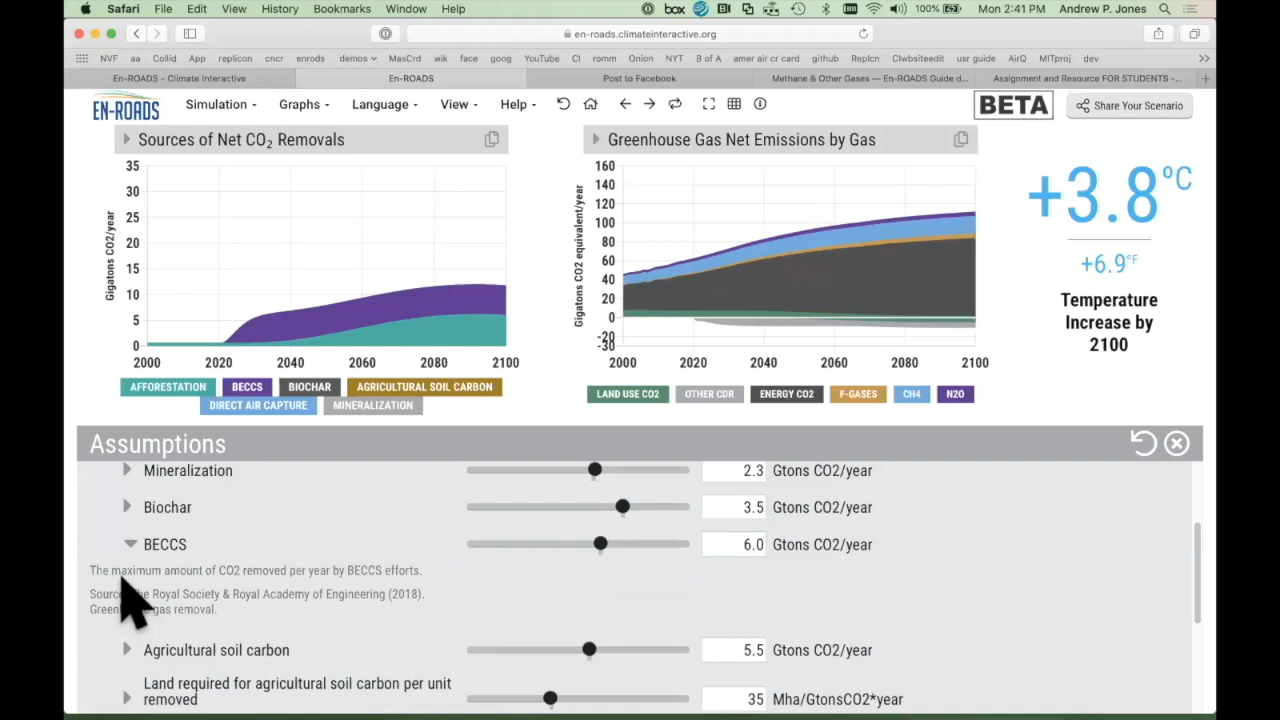 Safari File Edit View History Bookmarks Window Help box 100% Mon 2:41 PM Andrew P. Jones
en-roads.climateinteractive.org
NVF aa Collid App replicon cncr enrods demos MasCrd wik face goog YouTube CI romm Onion NYT B of A amer air cr card github Replcn Clwbsiteedit usr guide AirQ MITproj dev
En-ROADS - Climate Interactive En-ROADS Post to Facebook Methane & Other Gases — En-ROADS Guide d... Assignment and Resource FOR STUDENTS -...
EN-ROADS Simulation Graphs Language View Help BETA Share Your Scenario
Sources of Net CO2 Removals
35
30
25
20
15
10
5
0
Gigatons CO2/year
2000 2020 2040 2060 2080 2100
AFFORESTATION BECCS BIOCHAR AGRICULTURAL SOIL CARBON
DIRECT AIR CAPTURE MINERALIZATION
Greenhouse Gas Net Emissions by Gas
160
140
120
100
80
60
40
20
0
-20
-30
Gigatons CO2 equivalent/year
2000 2020 2040 2060 2080 2100
LAND USE CO2 OTHER CDR ENERGY CO2 F-GASES CH4 N2O
+3.8°C
+6.9°F
Temperature
Increase by
2100
Assumptions
Mineralization 2.3 Gtons CO2/year
Biochar 3.5 Gtons CO2/year
BECCS 6.0 Gtons CO2/year
The maximum amount of CO2 removed per year by BECCS efforts.
The Royal Society & Royal Academy of Engineering (2018).
gas removal.
Agricultural soil carbon 5.5 Gtons CO2/year
Land required for agricultural soil carbon per unit
removed 35 Mha/GtonsCO2*year